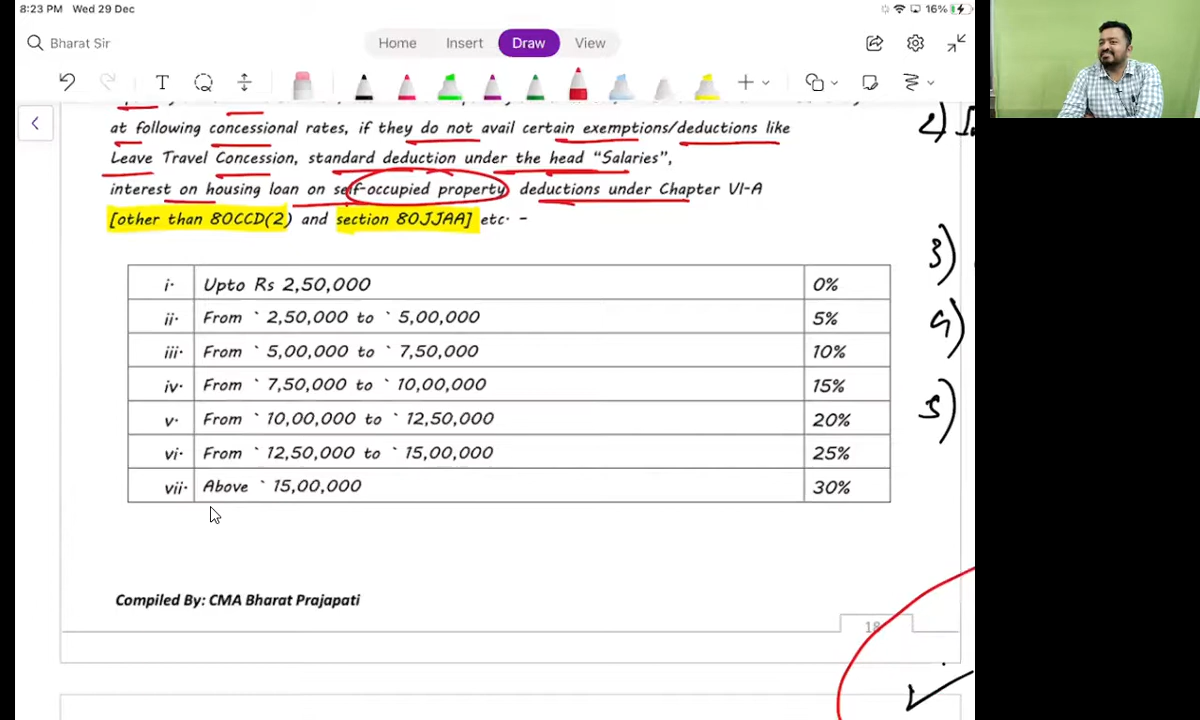 8:23 PM Wed 29 Dec
16%
Bharat Sir
Home Insert Draw View
at following concessional rates, if they do not avail certain exemptions/deductions like
Leave Travel Concession, standard deduction under the head “Salaries”,
interest on housing loan on self-occupied property deductions under Chapter VI-A
[other than 80CCD(2) and section 80JJAA] etc· -
i· Upto Rs 2,50,000 0%
ii· From ` 2,50,000 to ` 5,00,000 5%
iii· From ` 5,00,000 to ` 7,50,000 10%
iv· From ` 7,50,000 to ` 10,00,000 15%
v· From ` 10,00,000 to ` 12,50,000 20%
vi· From ` 12,50,000 to ` 15,00,000 25%
vii· Above ` 15,00,000 30%
3)
4)
5)
Compiled By: CMA Bharat Prajapati
18